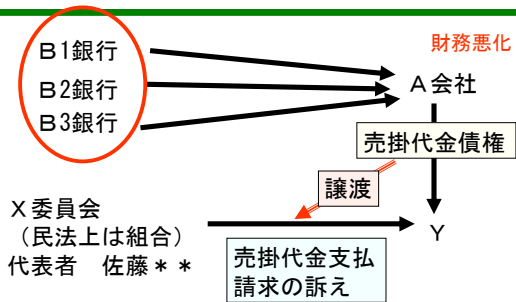 B1銀行
B2銀行
B3銀行
財務悪化
A会社
売掛代金債権
譲渡
X委員会
(民法上は組合)
代表者 佐藤**
Y
売掛代金支払
請求の訴え